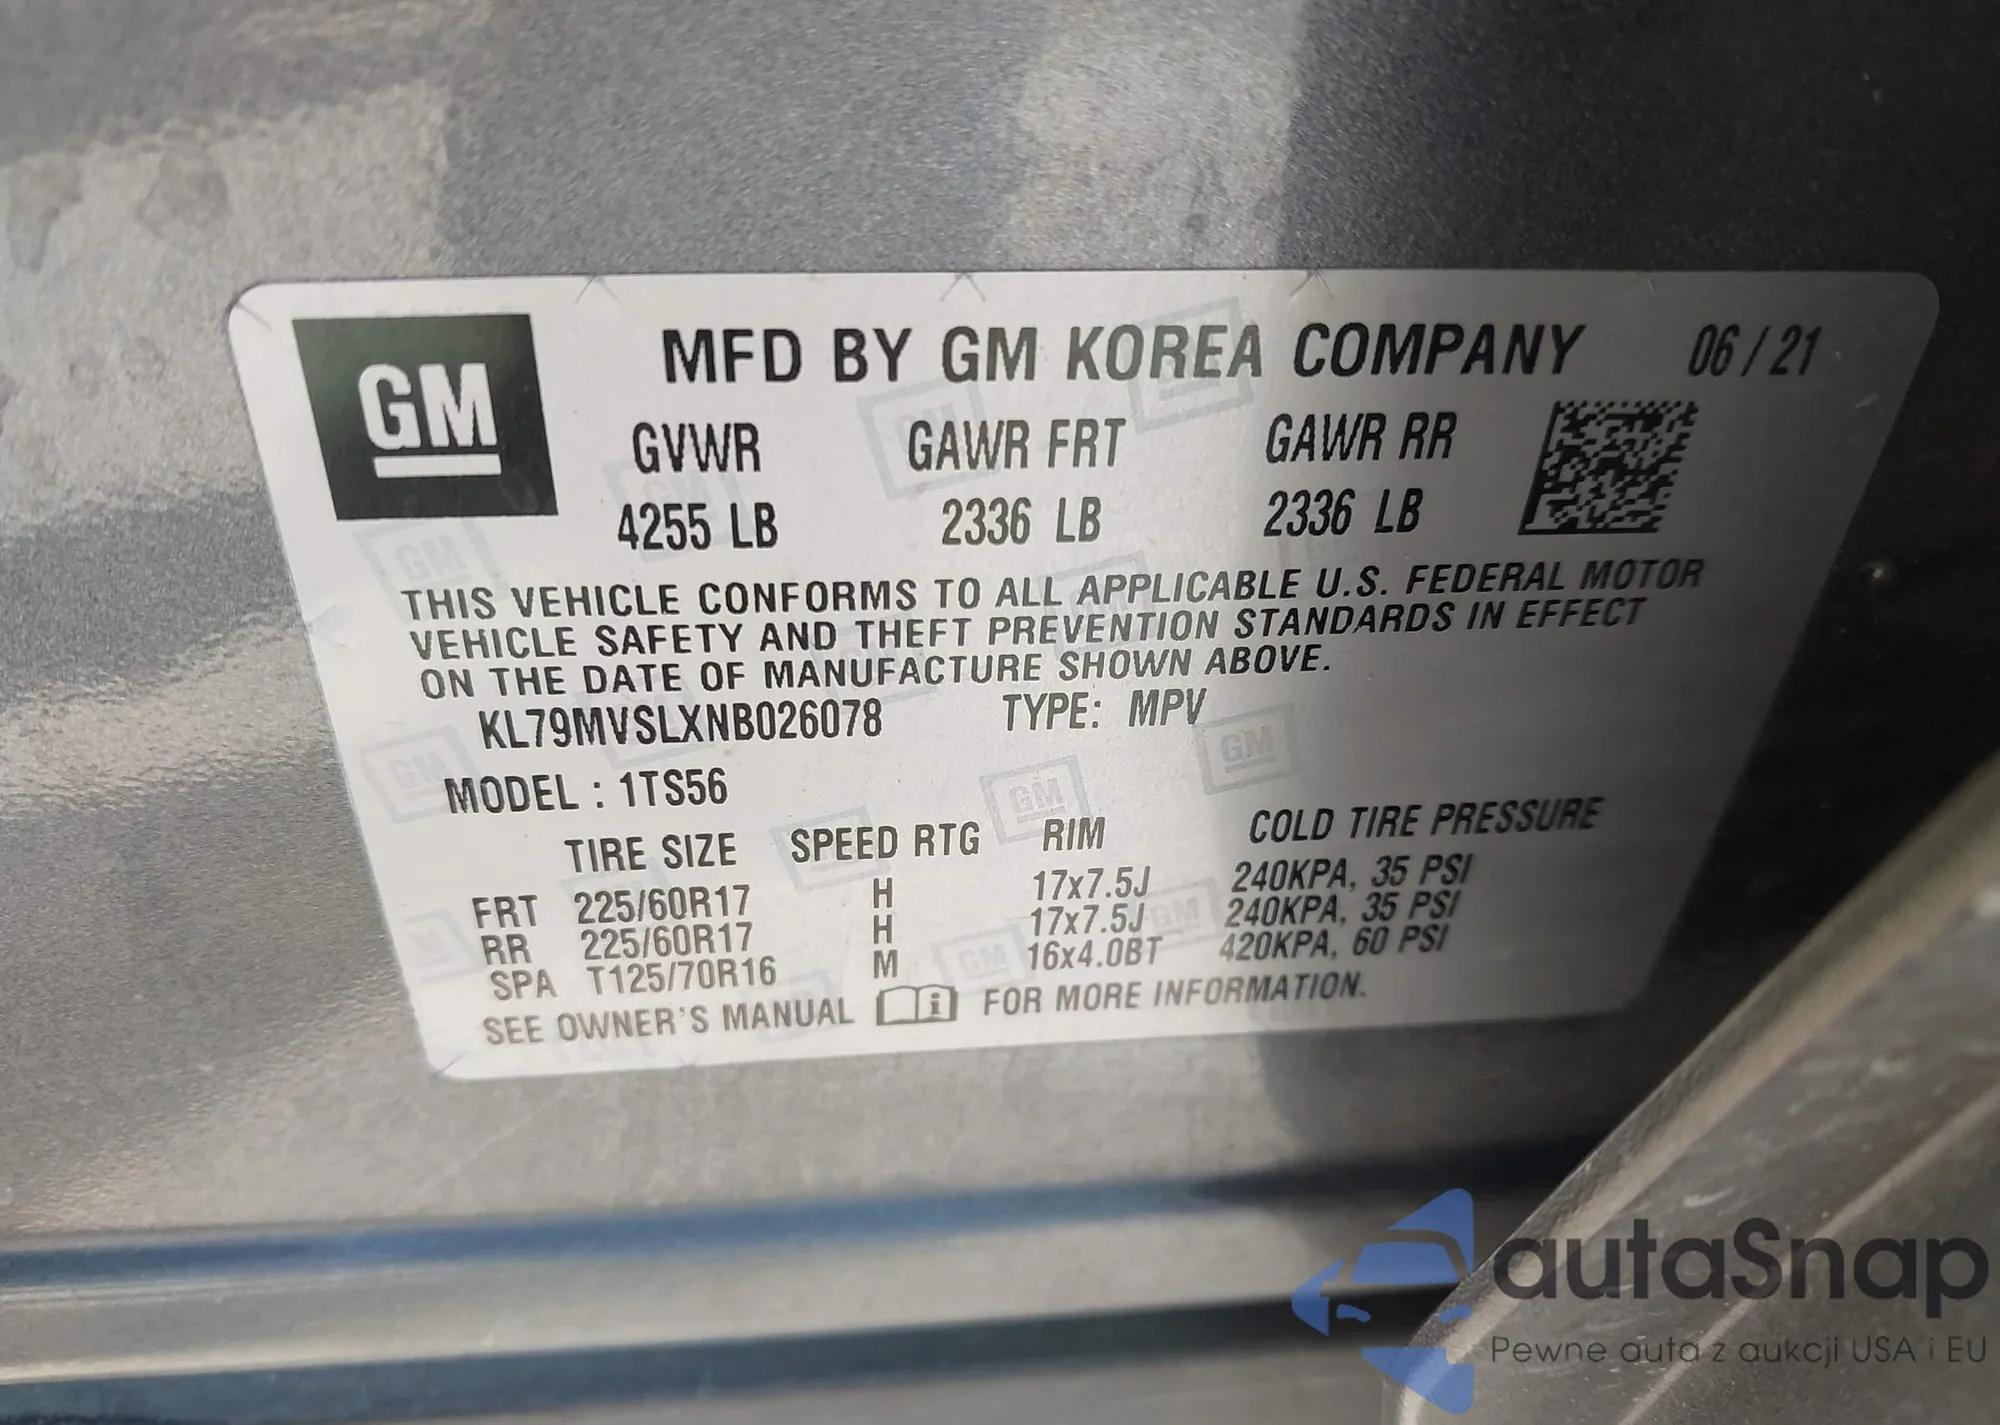 GM
MFD BY GM KOREA COMPANY 06 / 21
GVWR GAWR FRT GAWR RR
4255 LB 2336 LB 2336 LB
THIS VEHICLE CONFORMS TO ALL APPLICABLE U.S. FEDERAL MOTOR
VEHICLE SAFETY AND THEFT PREVENTION STANDARDS IN EFFECT
ON THE DATE OF MANUFACTURE SHOWN ABOVE.
KL79MVSLXNB026078 TYPE: MPV
MODEL : 1TS56
TIRE SIZE SPEED RTG RIM COLD TIRE PRESSURE
FRT 225/60R17 H 17x7.5J 240KPA, 35 PSI
RR 225/60R17 H 17x7.5J 240KPA, 35 PSI
SPA T125/70R16 M 16x4.0BT 420KPA, 60 PSI
SEE OWNER'S MANUAL i FOR MORE INFORMATION.
autaSnap
Pewne auta z aukcji USA i EU